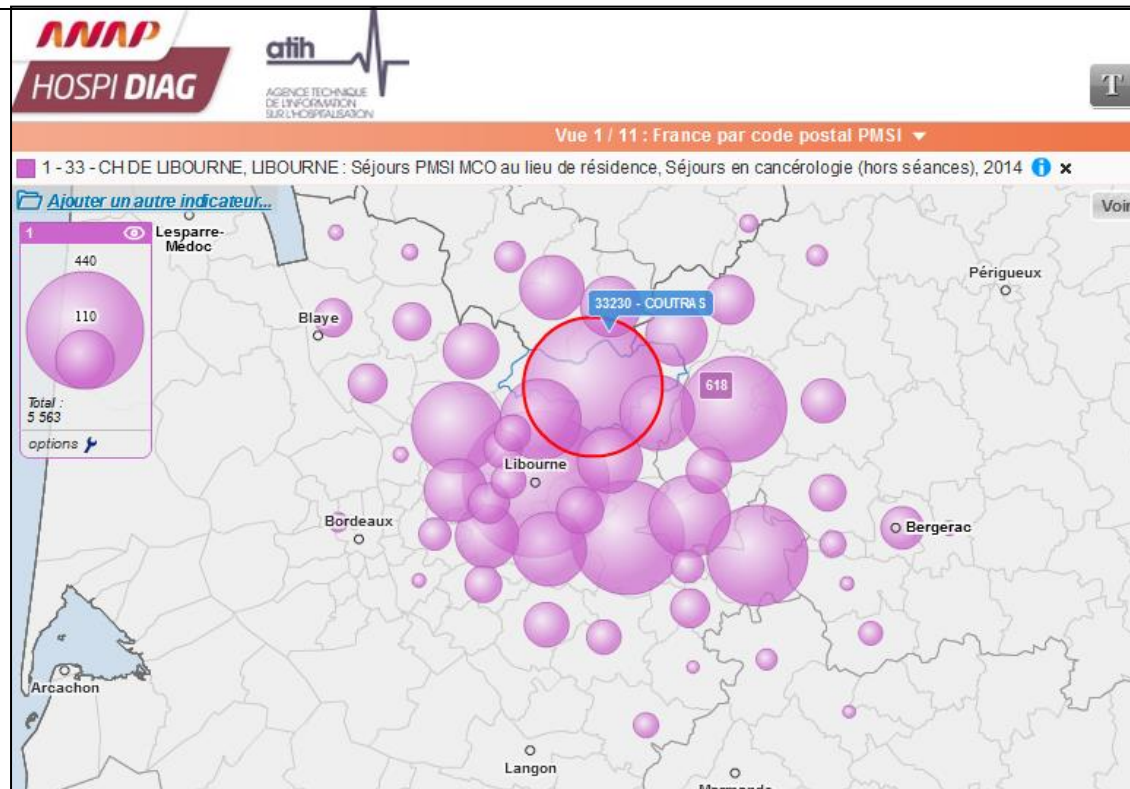 ANAP
HOSPI DIAG
atih
AGENCE TECHNIQUE
DE L'INFORMATION
SUR L'HOSPITALISATION
T
Vue 1 / 11 : France par code postal PMSI
1 - 33 - CH DE LIBOURNE, LIBOURNE : Séjours PMSI MCO au lieu de résidence, Séjours en cancérologie (hors séances), 2014 i ×
Ajouter un autre indicateur...
Voir
1
440
110
Total :
5 563
options
Lesparre-
Médoc
Périgueux
33230 - COUTRAS
Blaye
618
Libourne
Bordeaux
Bergerac
Arcachon
Langon
Marmande